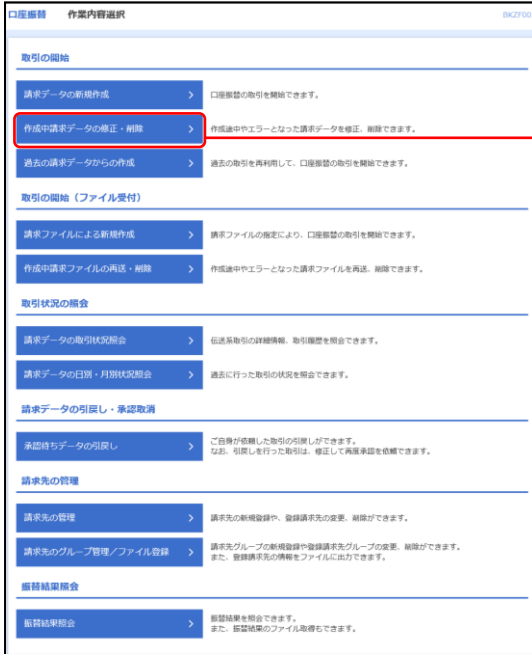 口座振替 作業内容選択 BKZF001
取引の開始
請求データの新規作成 > 口座振替の取引を開始できます。
作成中請求データの修正・削除 > 作成途中やエラーとなった請求データを修正、削除できます。
過去の請求データからの作成 > 過去の取引を再利用して、口座振替の取引を開始できます。
取引の開始（ファイル受付）
請求ファイルによる新規作成 > 請求ファイルの指定により、口座振替の取引を開始できます。
作成中請求ファイルの再送・削除 > 作成途中やエラーとなった請求ファイルを再送、削除できます。
取引状況の照会
請求データの取引状況照会 > 伝送系取引の詳細情報、取引履歴を照会できます。
請求データの日別・月別状況照会 > 過去に行った取引の状況を照会できます。
請求データの引戻し・承認取消
承認待ちデータの引戻し > ご自身が依頼した取引の引戻しができます。
なお、引戻しを行った取引は、修正して再度承認を依頼できます。
請求先の管理
請求先の管理 > 請求先の新規登録や、登録請求先の変更、削除ができます。
請求先のグループ管理／ファイル登録 > 請求先グループの新規登録や登録請求先グループの変更、削除ができます。
また、登録請求先の情報をファイルに出力できます。
振替結果照会
振替結果照会 > 振替結果を照会できます。
また、振替結果のファイル取得もできます。